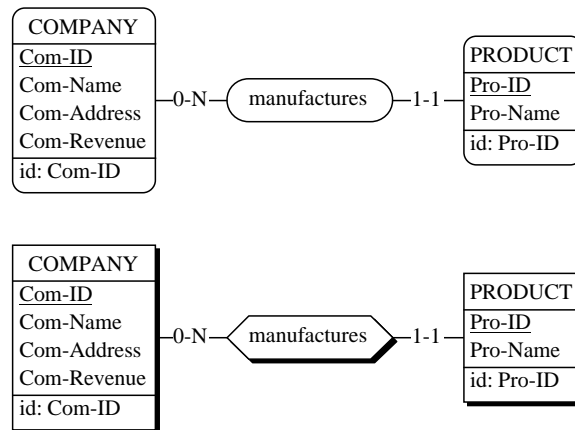 COMPANY
Com-ID
Com-Name
Com-Address
Com-Revenue
id: Com-ID
0-N
manufactures
1-1
PRODUCT
Pro-ID
Pro-Name
id: Pro-ID
COMPANY
Com-ID
Com-Name
Com-Address
Com-Revenue
id: Com-ID
0-N
manufactures
1-1
PRODUCT
Pro-ID
Pro-Name
id: Pro-ID